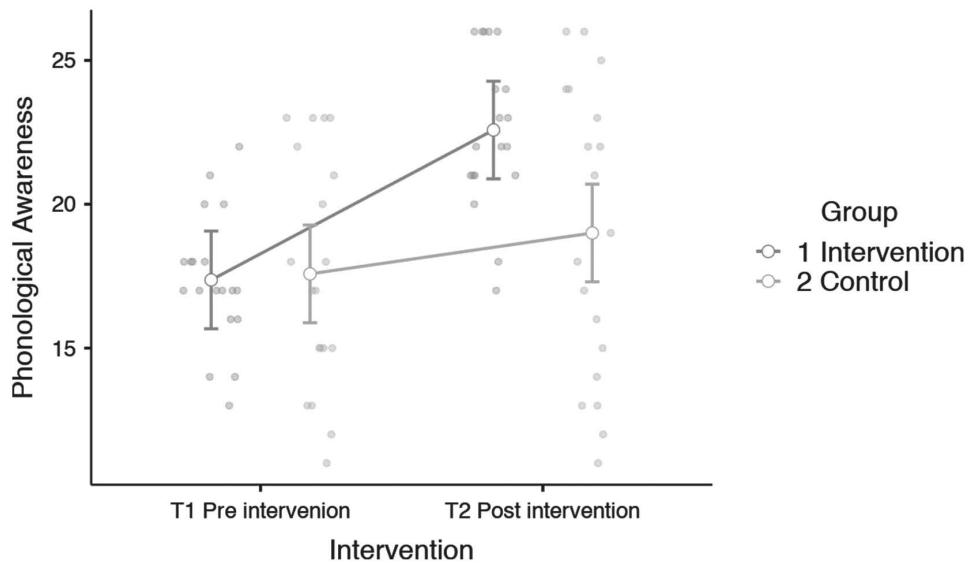 25
20
15
Phonological Awareness
T1 Pre intervenion
T2 Post intervention
Intervention
Group
1 Intervention
2 Control